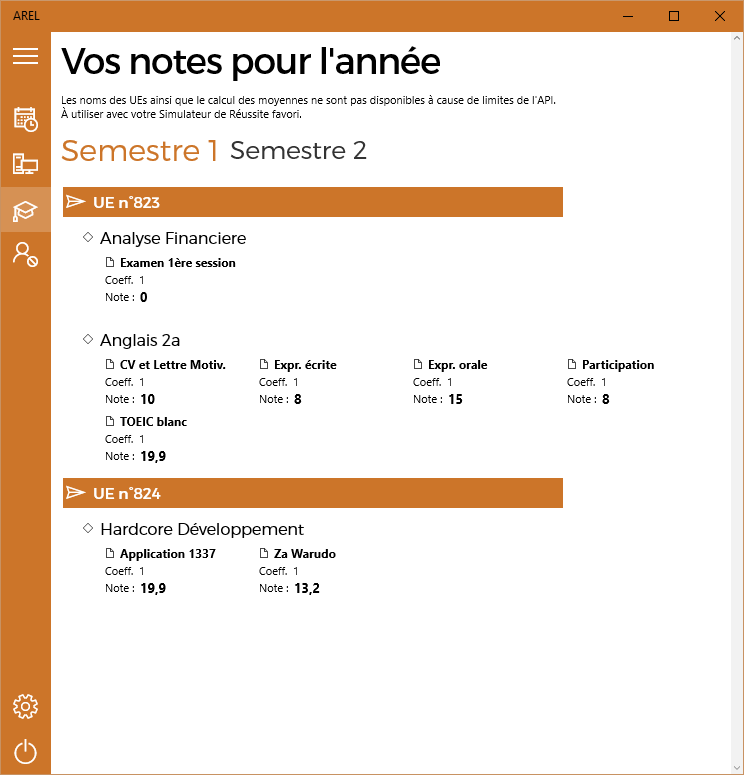 AREL
Vos notes pour l'année
Les noms des UEs ainsi que le calcul des moyennes ne sont pas disponibles à cause de limites de l'API.
À utiliser avec votre Simulateur de Réussite favori.
Semestre 1 Semestre 2
UE n°823
Analyse Financiere
Examen 1ère session
Coeff. 1
Note : 0
Anglais 2a
CV et Lettre Motiv. Expr. écrite Expr. orale Participation
Coeff. 1 Coeff. 1 Coeff. 1 Coeff. 1
Note : 10 Note : 8 Note : 15 Note : 8
TOEIC blanc
Coeff. 1
Note : 19,9
UE n°824
Hardcore Développement
Application 1337 Za Warudo
Coeff. 1 Coeff. 1
Note : 19,9 Note : 13,2